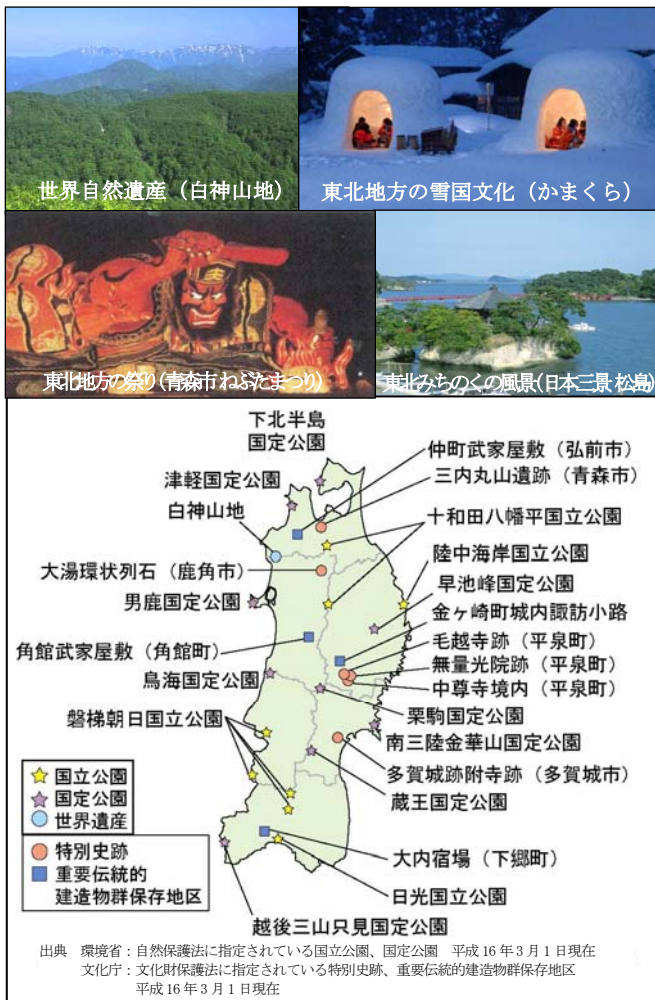 世界自然遺産（白神山地）
東北地方の雪国文化（かまくら）
東北地方の祭り(青森市ねぶたまつり)
東北みちのくの風景(日本三景 松島)
下北半島
国定公園
津軽国定公園
白神山地
大湯環状列石（鹿角市）
男鹿国定公園
角館武家屋敷（角館町）
鳥海国定公園
磐梯朝日国立公園
仲町武家屋敷（弘前市）
三内丸山遺跡（青森市）
十和田八幡平国立公園
陸中海岸国立公園
早池峰国定公園
金ヶ崎町城内諏訪小路
毛越寺跡（平泉町）
無量光院跡（平泉町）
中尊寺境内（平泉町）
栗駒国定公園
南三陸金華山国定公園
多賀城跡附寺跡（多賀城市）
蔵王国定公園
大内宿場（下郷町）
日光国立公園
越後三山只見国定公園
国立公園
国定公園
世界遺産
特別史跡
重要伝統的
建造物群保存地区
出典 環境省：自然保護法に指定されている国立公園、国定公園 平成16年3月1日現在
文化庁：文化財保護法に指定されている特別史跡、重要伝統的建造物群保存地区
平成16年3月1日現在